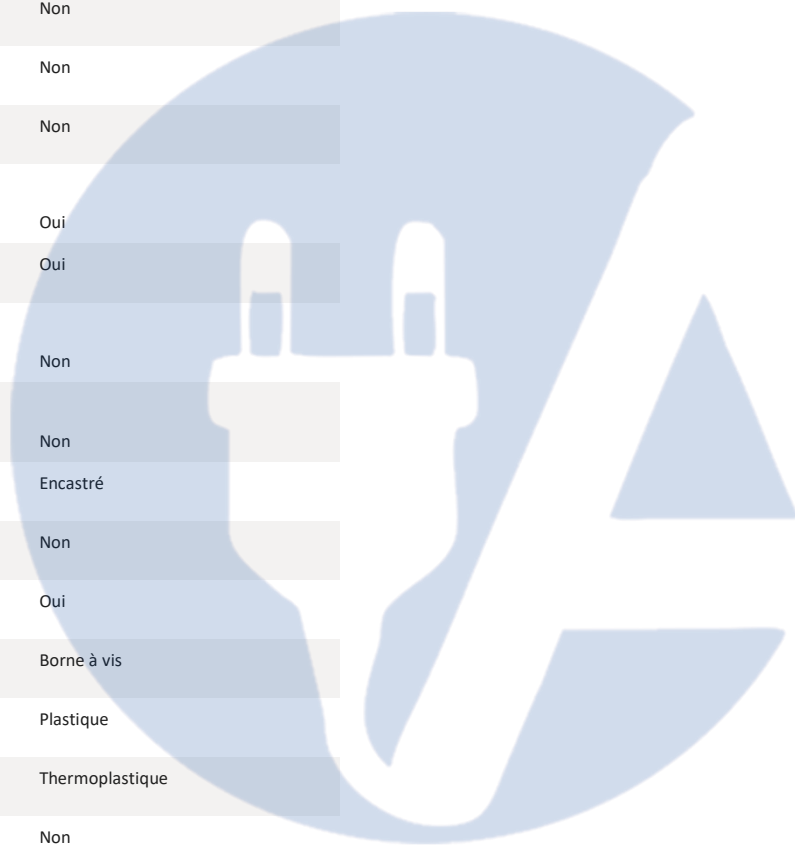 Non
Non
Non
Oui
Oui
Non
Non
Encastré
Non
Oui
Borne à vis
Plastique
Thermoplastique
Non